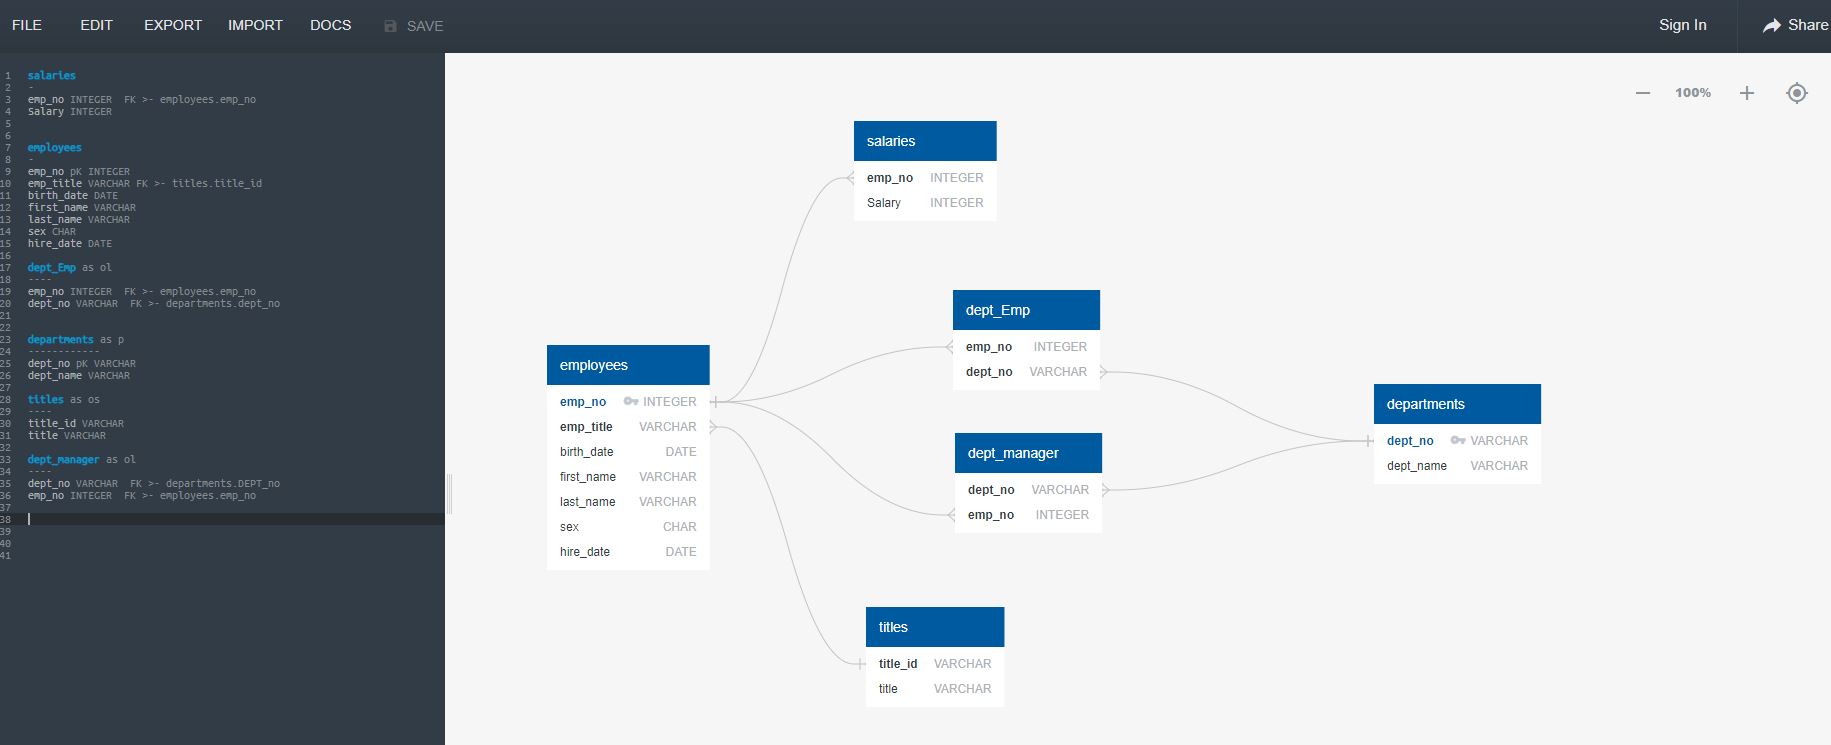 FILE EDIT EXPORT IMPORT DOCS SAVE Sign In Share
1 salaries
2 -
3 emp_no INTEGER  FK >- employees.emp_no
4 Salary INTEGER
5
6
7 employees
8 -
9 emp_no pK INTEGER
10 emp_title VARCHAR FK >- titles.title_id
11 birth_date DATE
12 first_name VARCHAR
13 last_name VARCHAR
14 sex CHAR
15 hire_date DATE
16
17 dept_Emp as ol
18 ----
19 emp_no INTEGER  FK >- employees.emp_no
20 dept_no VARCHAR  FK >- departments.dept_no
21
22
23 departments as p
24 ------------
25 dept_no pK VARCHAR
26 dept_name VARCHAR
27
28 titles as os
29 ----
30 title_id VARCHAR
31 title VARCHAR
32
33 dept_manager as ol
34 ----
35 dept_no VARCHAR  FK >- departments.DEPT_no
36 emp_no INTEGER  FK >- employees.emp_no
37
38
39
40
41
100%
salaries
emp_no INTEGER
Salary INTEGER
dept_Emp
emp_no INTEGER
dept_no VARCHAR
employees
emp_no INTEGER
emp_title VARCHAR
birth_date DATE
first_name VARCHAR
last_name VARCHAR
sex CHAR
hire_date DATE
dept_manager
dept_no VARCHAR
emp_no INTEGER
departments
dept_no VARCHAR
dept_name VARCHAR
titles
title_id VARCHAR
title VARCHAR